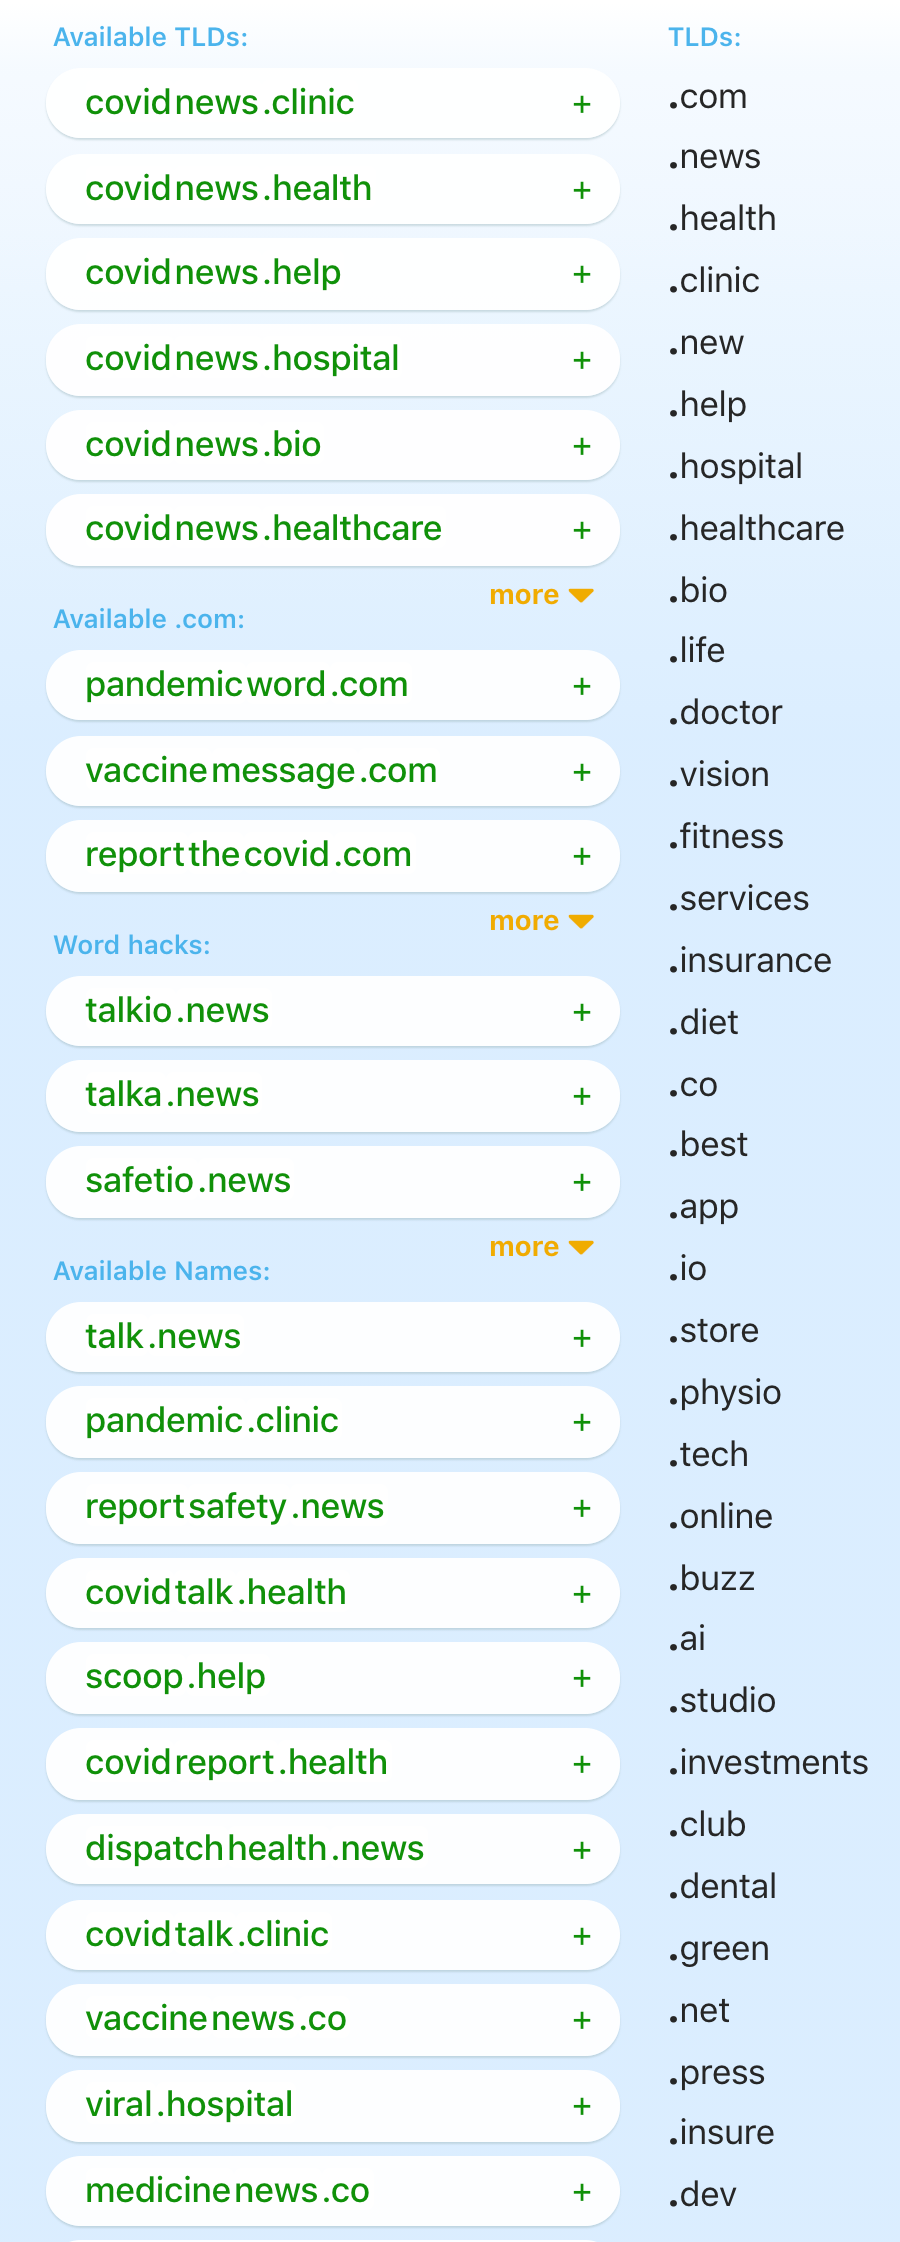 Available TLDs:
covidnews.clinic +
covidnews.health +
covidnews.help +
covidnews.hospital +
covidnews.bio +
covidnews.healthcare +
more
Available .com:
pandemicword.com +
vaccinemessage.com +
reportthecovid.com +
more
Word hacks:
talkio.news +
talka.news +
safetio.news +
more
Available Names:
talk.news +
pandemic.clinic +
reportsafety.news +
covidtalk.health +
scoop.help +
covidreport.health +
dispatchhealth.news +
covidtalk.clinic +
vaccinenews.co +
viral.hospital +
medicinenews.co +
TLDs:
.com
.news
.health
.clinic
.new
.help
.hospital
.healthcare
.bio
.life
.doctor
.vision
.fitness
.services
.insurance
.diet
.co
.best
.app
.io
.store
.physio
.tech
.online
.buzz
.ai
.studio
.investments
.club
.dental
.green
.net
.press
.insure
.dev